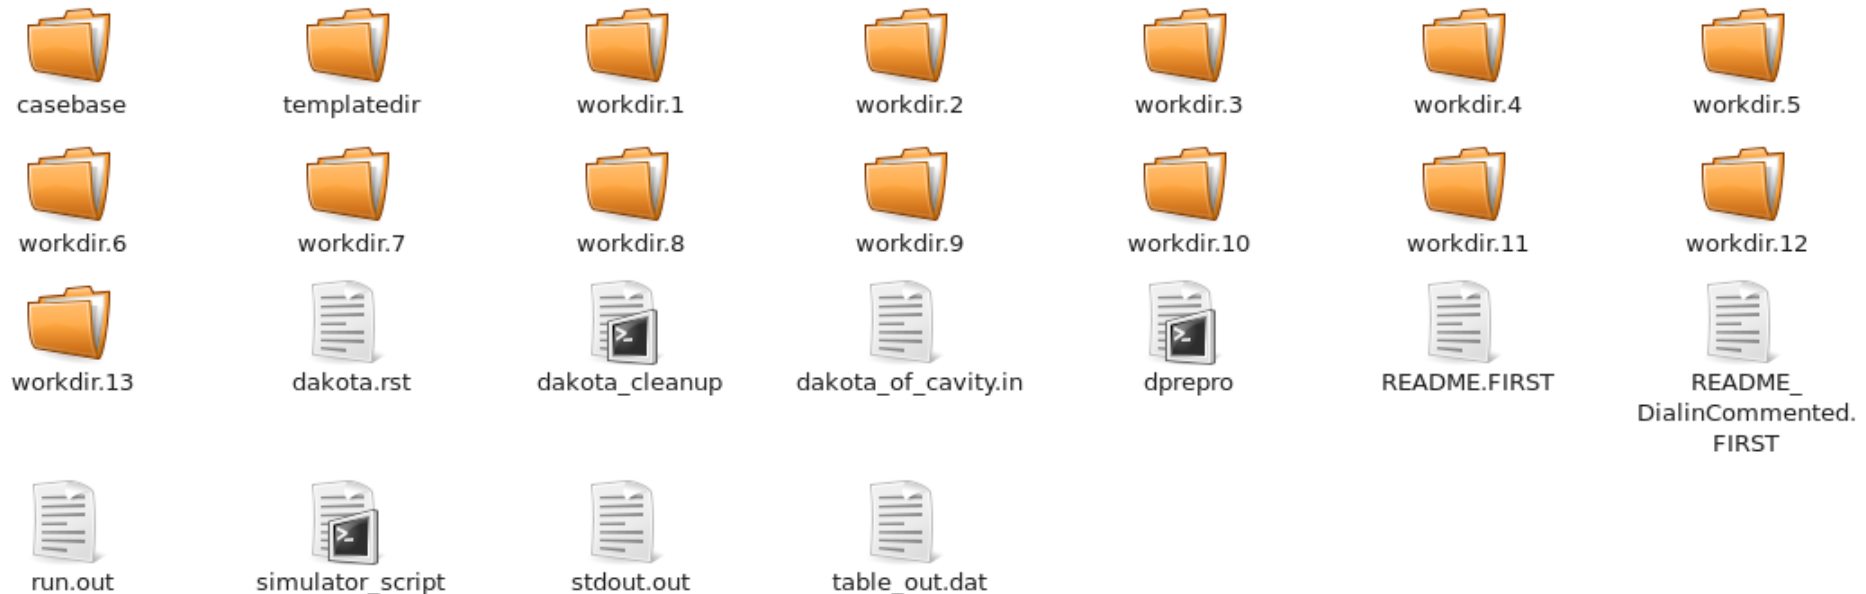 casebase
templatedir
workdir.1
workdir.2
workdir.3
workdir.4
workdir.5
workdir.6
workdir.7
workdir.8
workdir.9
workdir.10
workdir.11
workdir.12
workdir.13
dakota.rst
dakota_cleanup
dakota_of_cavity.in
dprepro
README.FIRST
README_
DialinCommented.
FIRST
run.out
simulator_script
stdout.out
table_out.dat